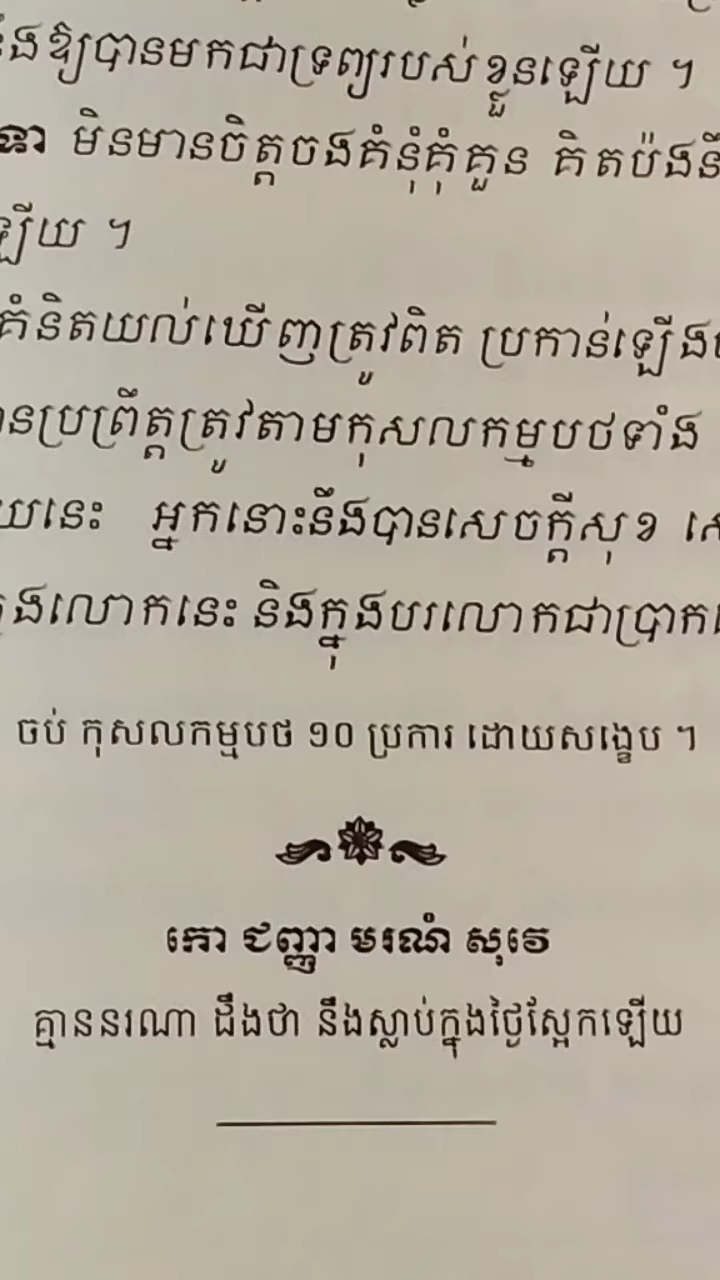 ឱ្យបានមកជាទ្រព្យរបស់ខ្លួនឡើយ ។
មិនមានចិត្តចងគំនុំគុំគួន គិតប៉ង
ឡើយ ។
គំនិតយល់ឃើញត្រូវពិត ប្រកាន់ឡើង
ប្រព្រឹត្តត្រូវតាមកុសលកម្មបថទាំង
នេះ អ្នកនោះនឹងបានសេចក្តីសុខ
លោកនេះ និងក្នុងបរលោកជាប្រាកដ
ចប់ កុសលកម្មបថ ១០ ប្រការ ដោយសង្ខេប ។
កោ ជញ្ញា មរណំ សុវេ
គ្មាននរណា ដឹងថា នឹងស្លាប់ក្នុងថ្ងៃស្អែកឡើយ